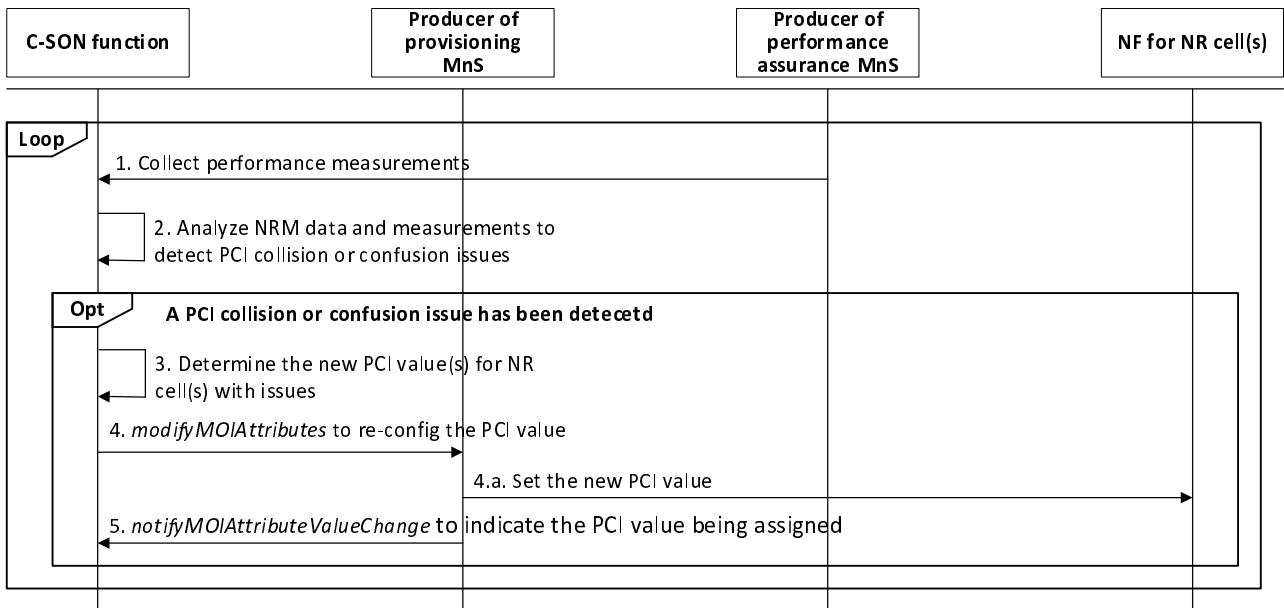 C-SON function
Producer of
provisioning
MnS
Producer of
performance
assurance MnS
NF for NR cell(s)
Loop
1. Collect performance measurements
2. Analyze NRM data and measurements to
detect PCI collision or confusion issues
Opt
A PCI collision or confusion issue has been detecetd
3. Determine the new PCI value(s) for NR
cell(s) with issues
4. modifyMOIAttributes to re-config the PCI value
4.a. Set the new PCI value
5. notifyMOIAttributeValueChange to indicate the PCI value being assigned